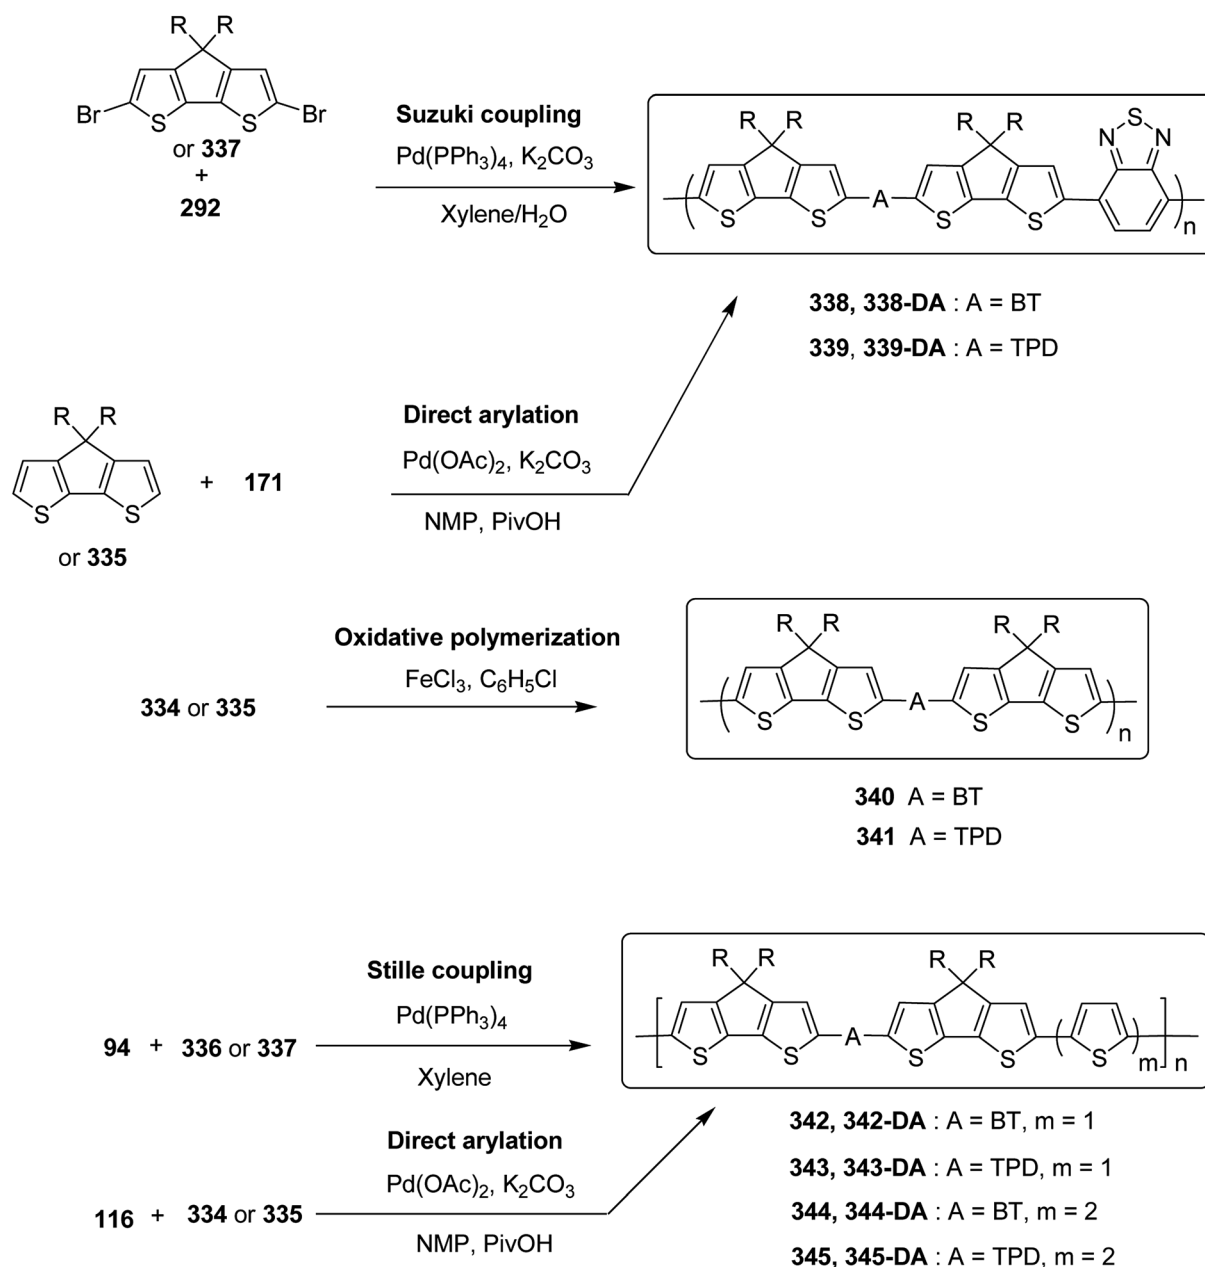 R R
Br S S Br
or 337
+
292
Suzuki coupling
Pd(PPh3)4, K2CO3
Xylene/H2O
R R R R N S N
( S S A S S )n
338, 338-DA : A = BT
339, 339-DA : A = TPD
R R
S S
or 335
+ 171
Direct arylation
Pd(OAc)2, K2CO3
NMP, PivOH
334 or 335
Oxidative polymerization
FeCl3, C6H5Cl
R R R R
( S S A S S )n
340 A = BT
341 A = TPD
94 + 336 or 337
Stille coupling
Pd(PPh3)4
Xylene
R R R R
[ S S A S S ( S )m ]n
116 + 334 or 335
Direct arylation
Pd(OAc)2, K2CO3
NMP, PivOH
342, 342-DA : A = BT, m = 1
343, 343-DA : A = TPD, m = 1
344, 344-DA : A = BT, m = 2
345, 345-DA : A = TPD, m = 2